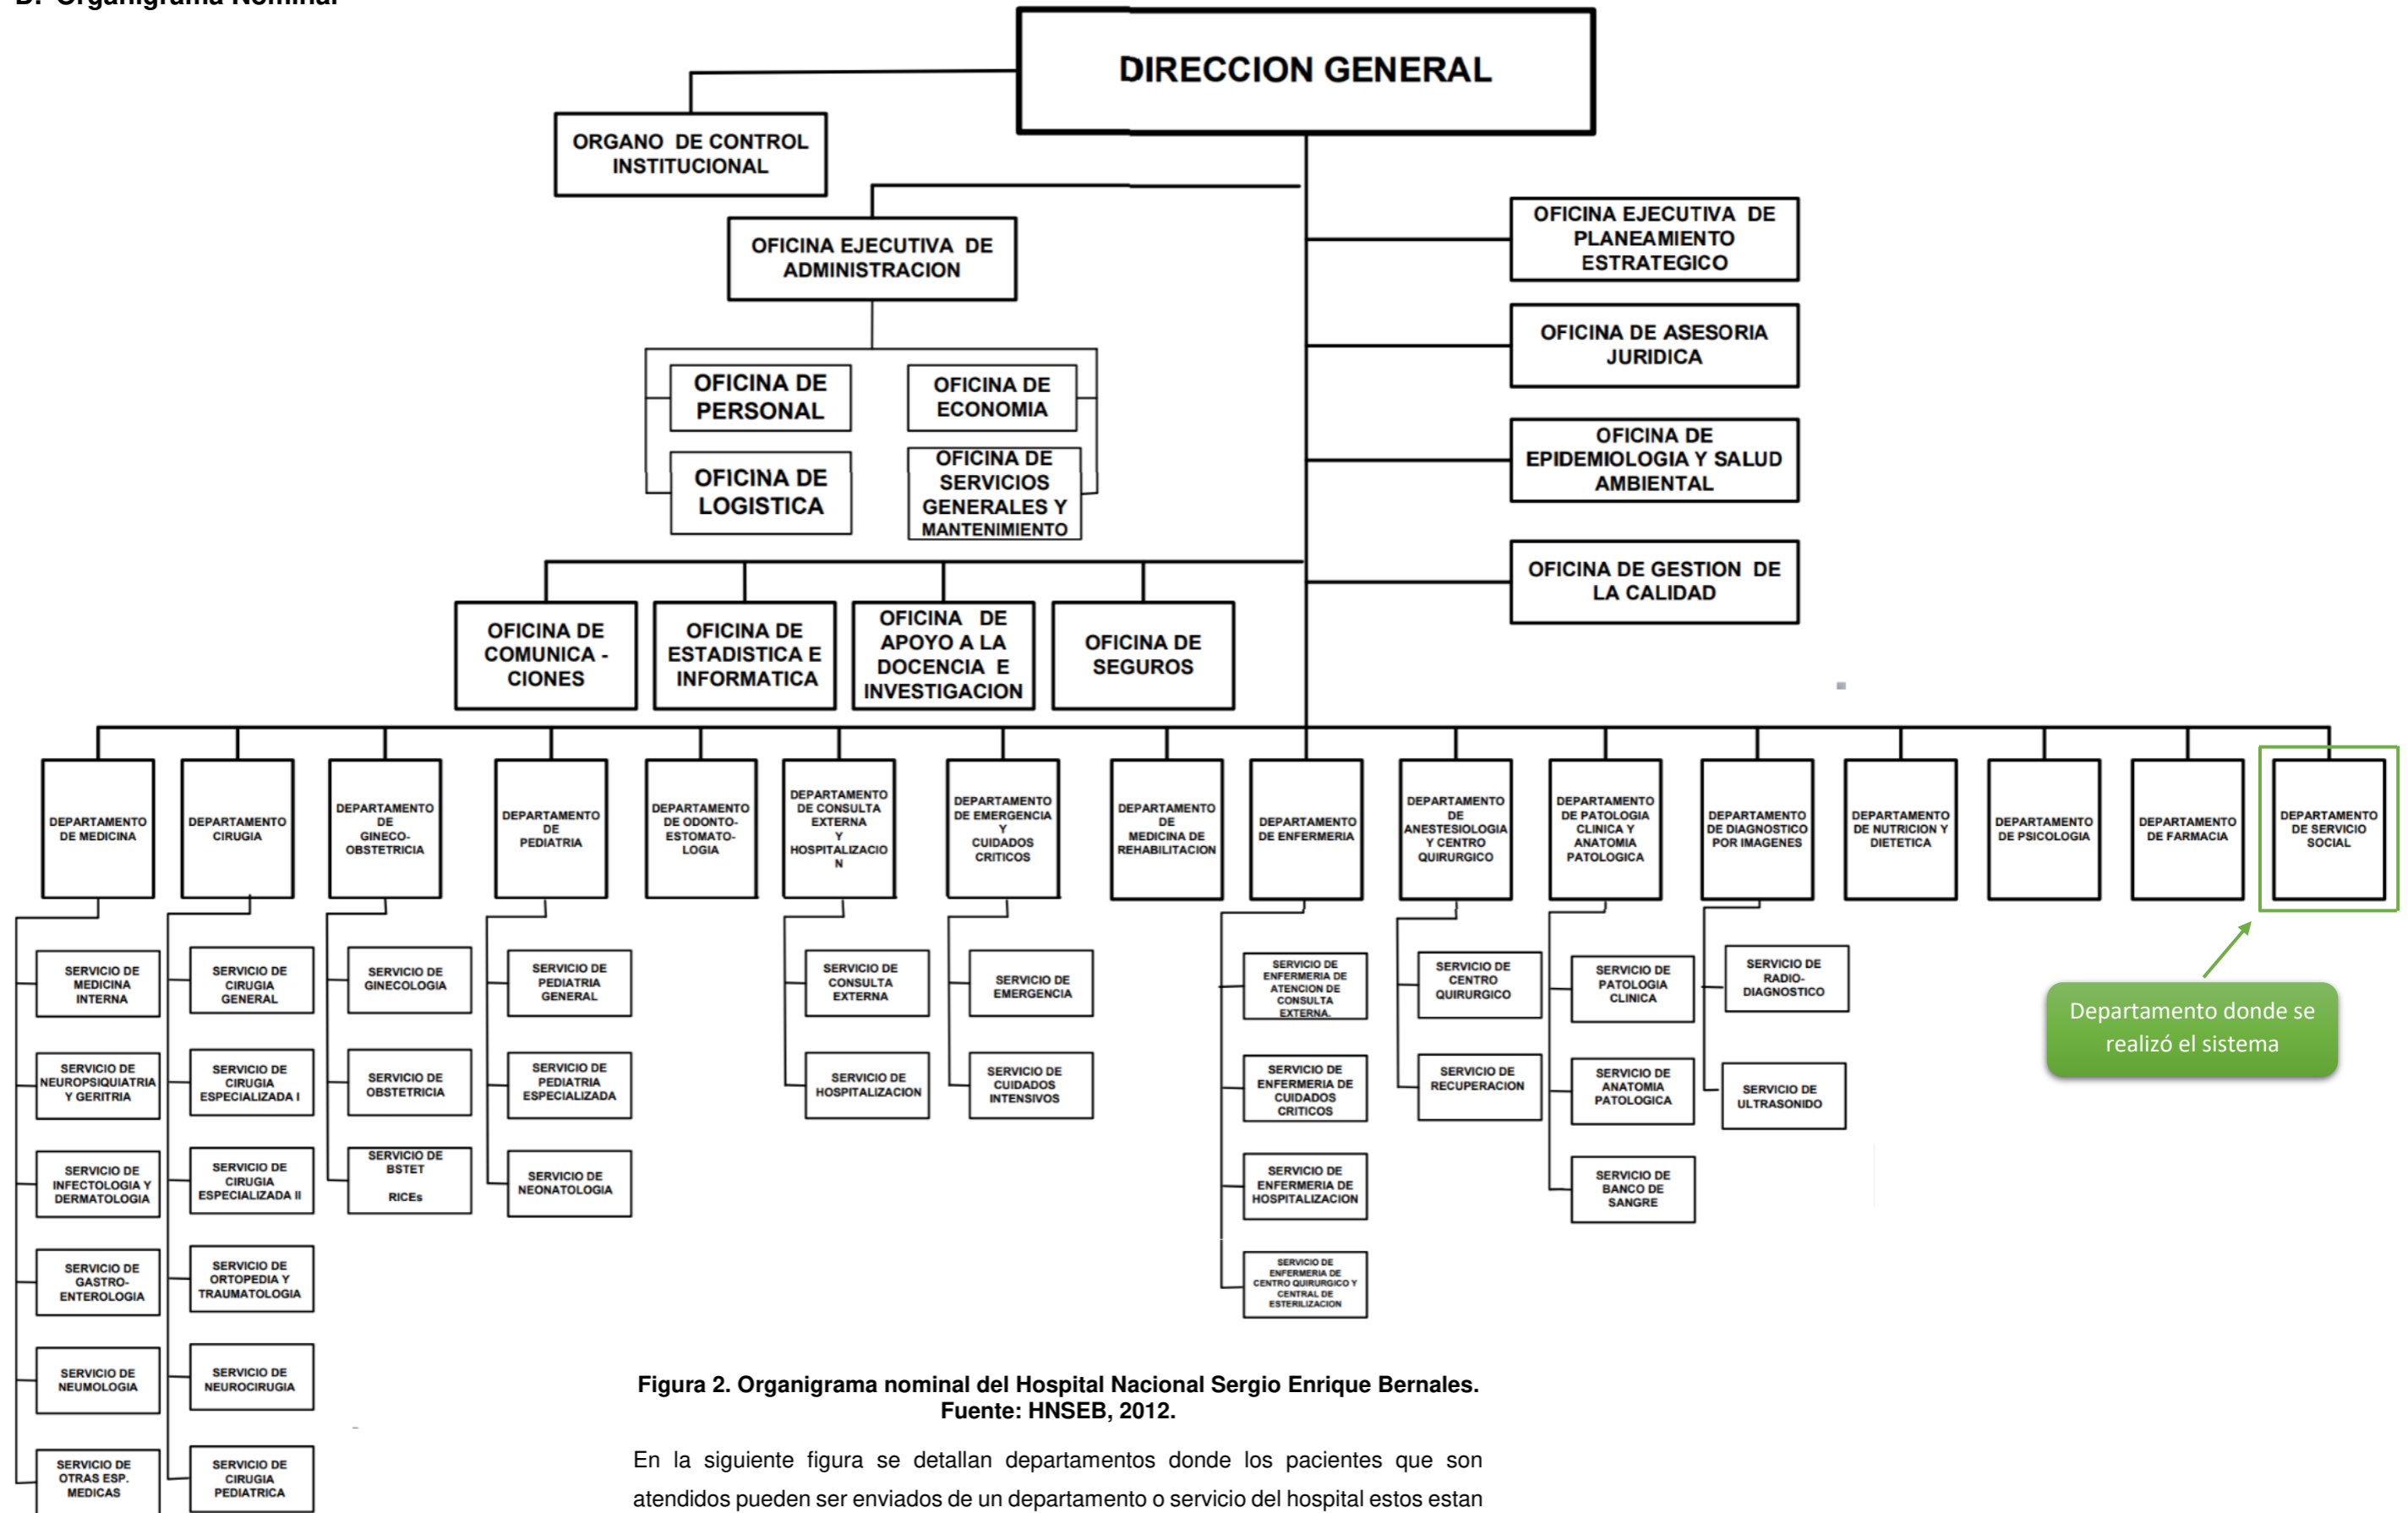 B. Organigrama Nominal
DIRECCION GENERAL
ORGANO DE CONTROL
INSTITUCIONAL
OFICINA EJECUTIVA DE
ADMINISTRACION
OFICINA EJECUTIVA DE
PLANEAMIENTO
ESTRATEGICO
OFICINA DE ASESORIA
JURIDICA
OFICINA DE
EPIDEMIOLOGIA Y SALUD
AMBIENTAL
OFICINA DE GESTION DE
LA CALIDAD
OFICINA DE
PERSONAL
OFICINA DE
ECONOMIA
OFICINA DE
LOGISTICA
OFICINA DE
SERVICIOS
GENERALES Y
MANTENIMIENTO
OFICINA DE
COMUNICA -
CIONES
OFICINA DE
ESTADISTICA E
INFORMATICA
OFICINA DE
APOYO A LA
DOCENCIA E
INVESTIGACION
OFICINA DE
SEGUROS
DEPARTAMENTO
DE MEDICINA
DEPARTAMENTO
CIRUGIA
DEPARTAMENTO
DE
GINECO-
OBSTETRICIA
DEPARTAMENTO
DE
PEDIATRIA
DEPARTAMENTO
DE ODONTO-
ESTOMATO-
LOGIA
DEPARTAMENTO
DE CONSULTA
EXTERNA
Y
HOSPITALIZACIO
N
DEPARTAMENTO
DE EMERGENCIA
Y
CUIDADOS
CRITICOS
DEPARTAMENTO
DE
MEDICINA DE
REHABILITACION
DEPARTAMENTO
DE ENFERMERIA
DEPARTAMENTO
DE
ANESTESIOLOGIA
Y CENTRO
QUIRURGICO
DEPARTAMENTO
DE PATOLOGIA
CLINICA Y
ANATOMIA
PATOLOGICA
DEPARTAMENTO
DE DIAGNOSTICO
POR IMAGENES
DEPARTAMENTO
DE NUTRICION Y
DIETETICA
DEPARTAMENTO
DE PSICOLOGIA
DEPARTAMENTO
DE FARMACIA
DEPARTAMENTO
DE SERVICIO
SOCIAL
SERVICIO DE
MEDICINA
INTERNA
SERVICIO DE
NEUROPSIQUIATRIA
Y GERITRIA
SERVICIO DE
INFECTOLOGIA Y
DERMATOLOGIA
SERVICIO DE
GASTRO-
ENTEROLOGIA
SERVICIO DE
NEUMOLOGIA
SERVICIO DE
OTRAS ESP.
MEDICAS
SERVICIO DE
CIRUGIA
GENERAL
SERVICIO DE
CIRUGIA
ESPECIALIZADA I
SERVICIO DE
CIRUGIA
ESPECIALIZADA II
SERVICIO DE
ORTOPEDIA Y
TRAUMATOLOGIA
SERVICIO DE
NEUROCIRUGIA
SERVICIO DE
CIRUGIA
PEDIATRICA
SERVICIO DE
GINECOLOGIA
SERVICIO DE
OBSTETRICIA
SERVICIO DE
BSTET
RICEs
SERVICIO DE
PEDIATRIA
GENERAL
SERVICIO DE
PEDIATRIA
ESPECIALIZADA
SERVICIO DE
NEONATOLOGIA
SERVICIO DE
CONSULTA
EXTERNA
SERVICIO DE
HOSPITALIZACION
SERVICIO DE
EMERGENCIA
SERVICIO DE
CUIDADOS
INTENSIVOS
SERVICIO DE
ENFERMERIA DE
ATENCION DE
CONSULTA
EXTERNA.
SERVICIO DE
ENFERMERIA DE
CUIDADOS
CRITICOS
SERVICIO DE
ENFERMERIA DE
HOSPITALIZACION
SERVICIO DE
ENFERMERIA DE
CENTRO QUIRURGICO Y
CENTRAL DE
ESTERILIZACION
SERVICIO DE
CENTRO
QUIRURGICO
SERVICIO DE
RECUPERACION
SERVICIO DE
PATOLOGIA
CLINICA
SERVICIO DE
ANATOMIA
PATOLOGICA
SERVICIO DE
BANCO DE
SANGRE
SERVICIO DE
RADIO-
DIAGNOSTICO
SERVICIO DE
ULTRASONIDO
Departamento donde se
realizó el sistema
Figura 2. Organigrama nominal del Hospital Nacional Sergio Enrique Bernales.
Fuente: HNSEB, 2012.
En la siguiente figura se detallan departamentos donde los pacientes que son
atendidos pueden ser enviados de un departamento o servicio del hospital estos estan